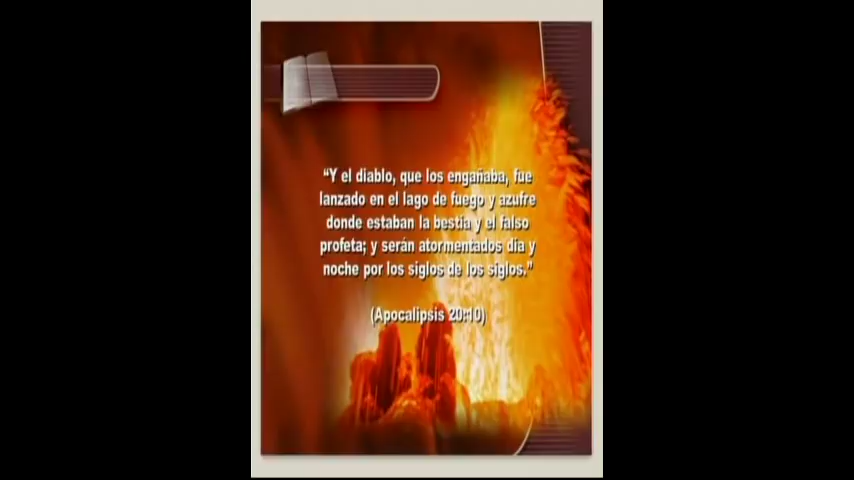 “Y el diablo, que los engañaba, fue
lanzado en el lago de fuego y azufre
donde estaban la bestia y el falso
profeta; y serán atormentados día y
noche por los siglos de los siglos.”
(Apocalipsis 20:10)